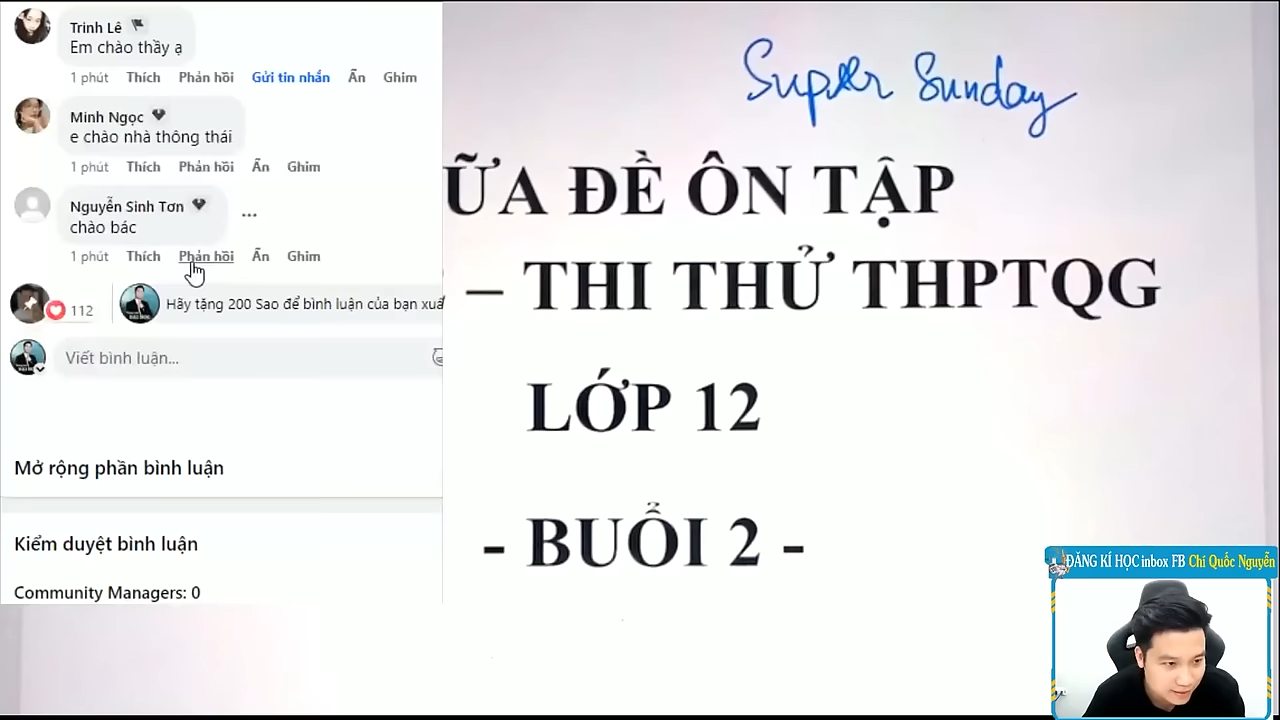 Trinh Lê
Em chào thầy ạ
1 phút Thích Phản hồi Gửi tin nhắn Ẩn Ghim
Minh Ngọc
e chào nhà thông thái
1 phút Thích Phản hồi Ẩn Ghim
Nguyễn Sinh Tơn
chào bác
1 phút Thích Phản hồi Ẩn Ghim
112
Hãy tặng 200 Sao để bình luận của bạn xuấ
Viết bình luận...
Mở rộng phần bình luận
Kiểm duyệt bình luận
Community Managers: 0
Super Sunday
ỮA ĐỀ ÔN TẬP
– THI THỬ THPTQG
LỚP 12
- BUỔI 2 -
ĐĂNG KÍ HỌC inbox FB Chí Quốc Nguyễn